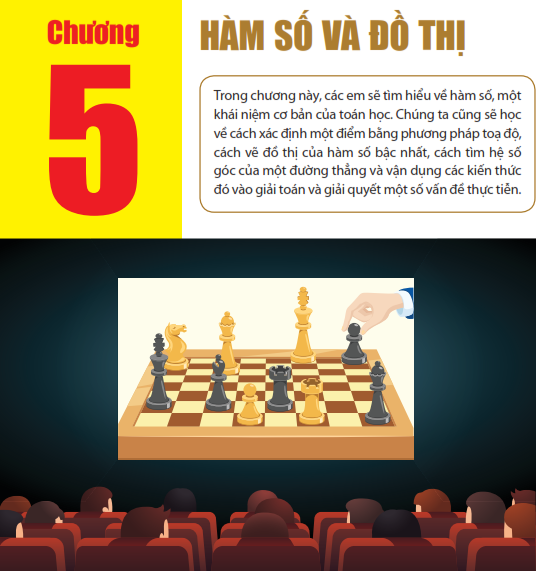 Chương
5
HÀM SỐ VÀ ĐỒ THỊ
Trong chương này, các em sẽ tìm hiểu về hàm số, một
khái niệm cơ bản của toán học. Chúng ta cũng sẽ học
về cách xác định một điểm bằng phương pháp toạ độ,
cách vẽ đồ thị của hàm số bậc nhất, cách tìm hệ số
góc của một đường thẳng và vận dụng các kiến thức
đó vào giải toán và giải quyết một số vấn đề thực tiễn.